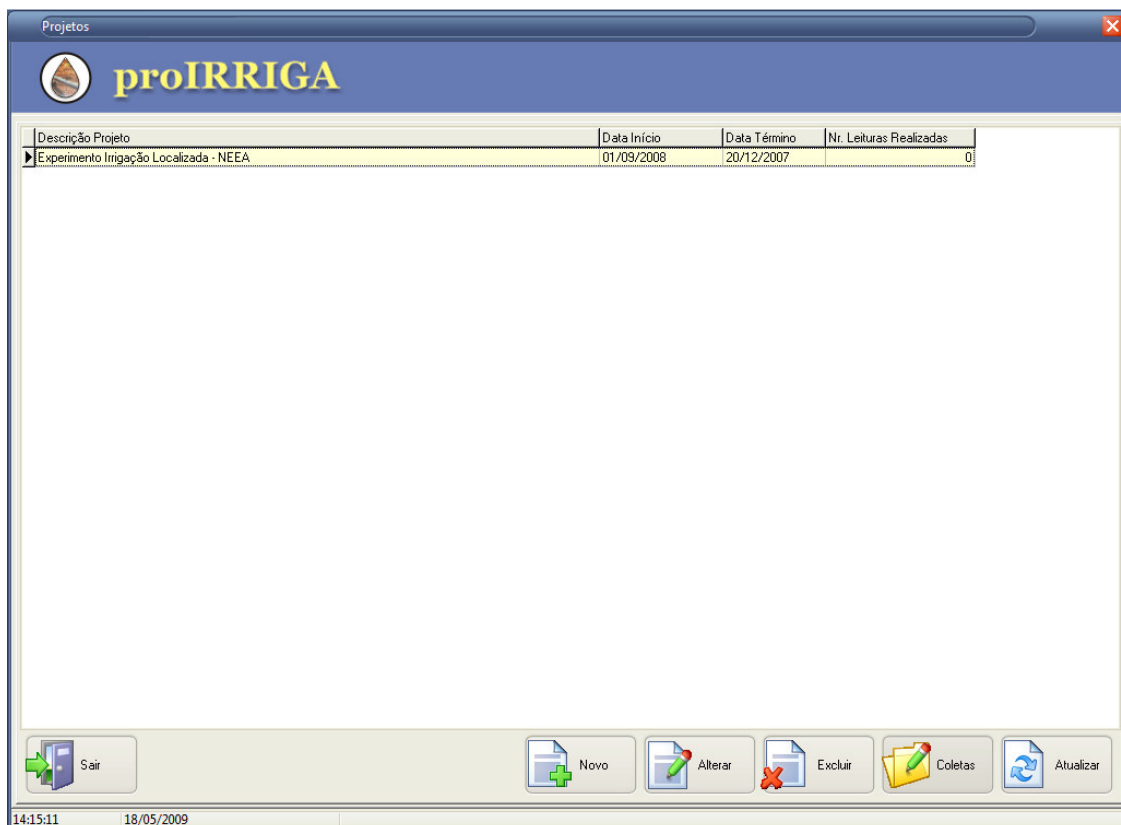 Projetos
proIRRIGA
Descrição Projeto Data Início Data Término Nr. Leituras Realizadas
Experimento Irrigação Localizada - NEEA 01/09/2008 20/12/2007 0
Sair Novo Alterar Excluir Coletas Atualizar
14:15:11 18/05/2009